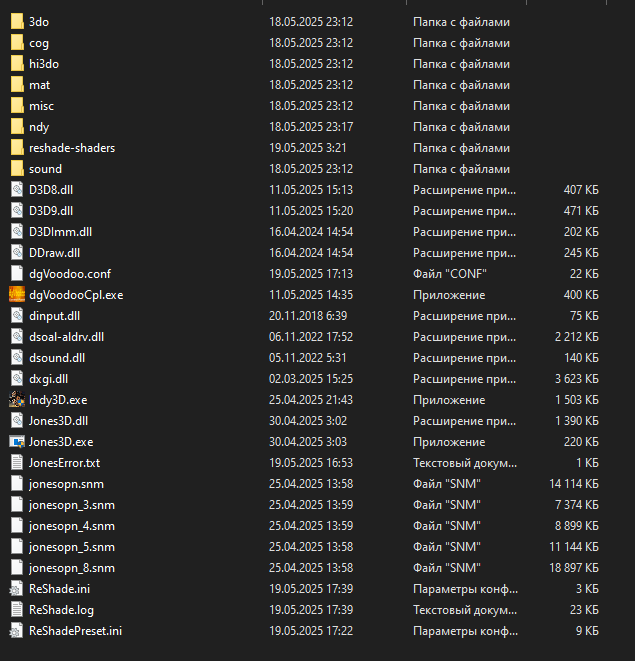 3do 18.05.2025 23:12 Папка с файлами
cog 18.05.2025 23:12 Папка с файлами
hi3do 18.05.2025 23:12 Папка с файлами
mat 18.05.2025 23:12 Папка с файлами
misc 18.05.2025 23:12 Папка с файлами
ndy 18.05.2025 23:17 Папка с файлами
reshade-shaders 19.05.2025 3:21 Папка с файлами
sound 18.05.2025 23:12 Папка с файлами
D3D8.dll 11.05.2025 15:13 Расширение при... 407 КБ
D3D9.dll 11.05.2025 15:20 Расширение при... 471 КБ
D3DImm.dll 16.04.2024 14:54 Расширение при... 202 КБ
DDraw.dll 16.04.2024 14:54 Расширение при... 245 КБ
dgVoodoo.conf 19.05.2025 17:13 Файл "CONF" 22 КБ
dgVoodooCpl.exe 11.05.2025 14:35 Приложение 400 КБ
dinput.dll 20.11.2018 6:39 Расширение при... 75 КБ
dsoal-aldrv.dll 06.11.2022 17:52 Расширение при... 2 212 КБ
dsound.dll 05.11.2022 5:31 Расширение при... 140 КБ
dxgi.dll 02.03.2025 15:25 Расширение при... 3 623 КБ
Indy3D.exe 25.04.2025 21:43 Приложение 1 503 КБ
Jones3D.dll 30.04.2025 3:02 Расширение при... 1 390 КБ
Jones3D.exe 30.04.2025 3:03 Приложение 220 КБ
JonesError.txt 19.05.2025 16:53 Текстовый докум... 1 КБ
jonesopn.snm 25.04.2025 13:58 Файл "SNM" 14 114 КБ
jonesopn_3.snm 25.04.2025 13:59 Файл "SNM" 7 374 КБ
jonesopn_4.snm 25.04.2025 13:59 Файл "SNM" 8 899 КБ
jonesopn_5.snm 25.04.2025 13:58 Файл "SNM" 11 144 КБ
jonesopn_8.snm 25.04.2025 13:58 Файл "SNM" 18 897 КБ
ReShade.ini 19.05.2025 17:39 Параметры конф... 3 КБ
ReShade.log 19.05.2025 17:39 Текстовый докум... 23 КБ
ReShadePreset.ini 19.05.2025 17:22 Параметры конф... 9 КБ